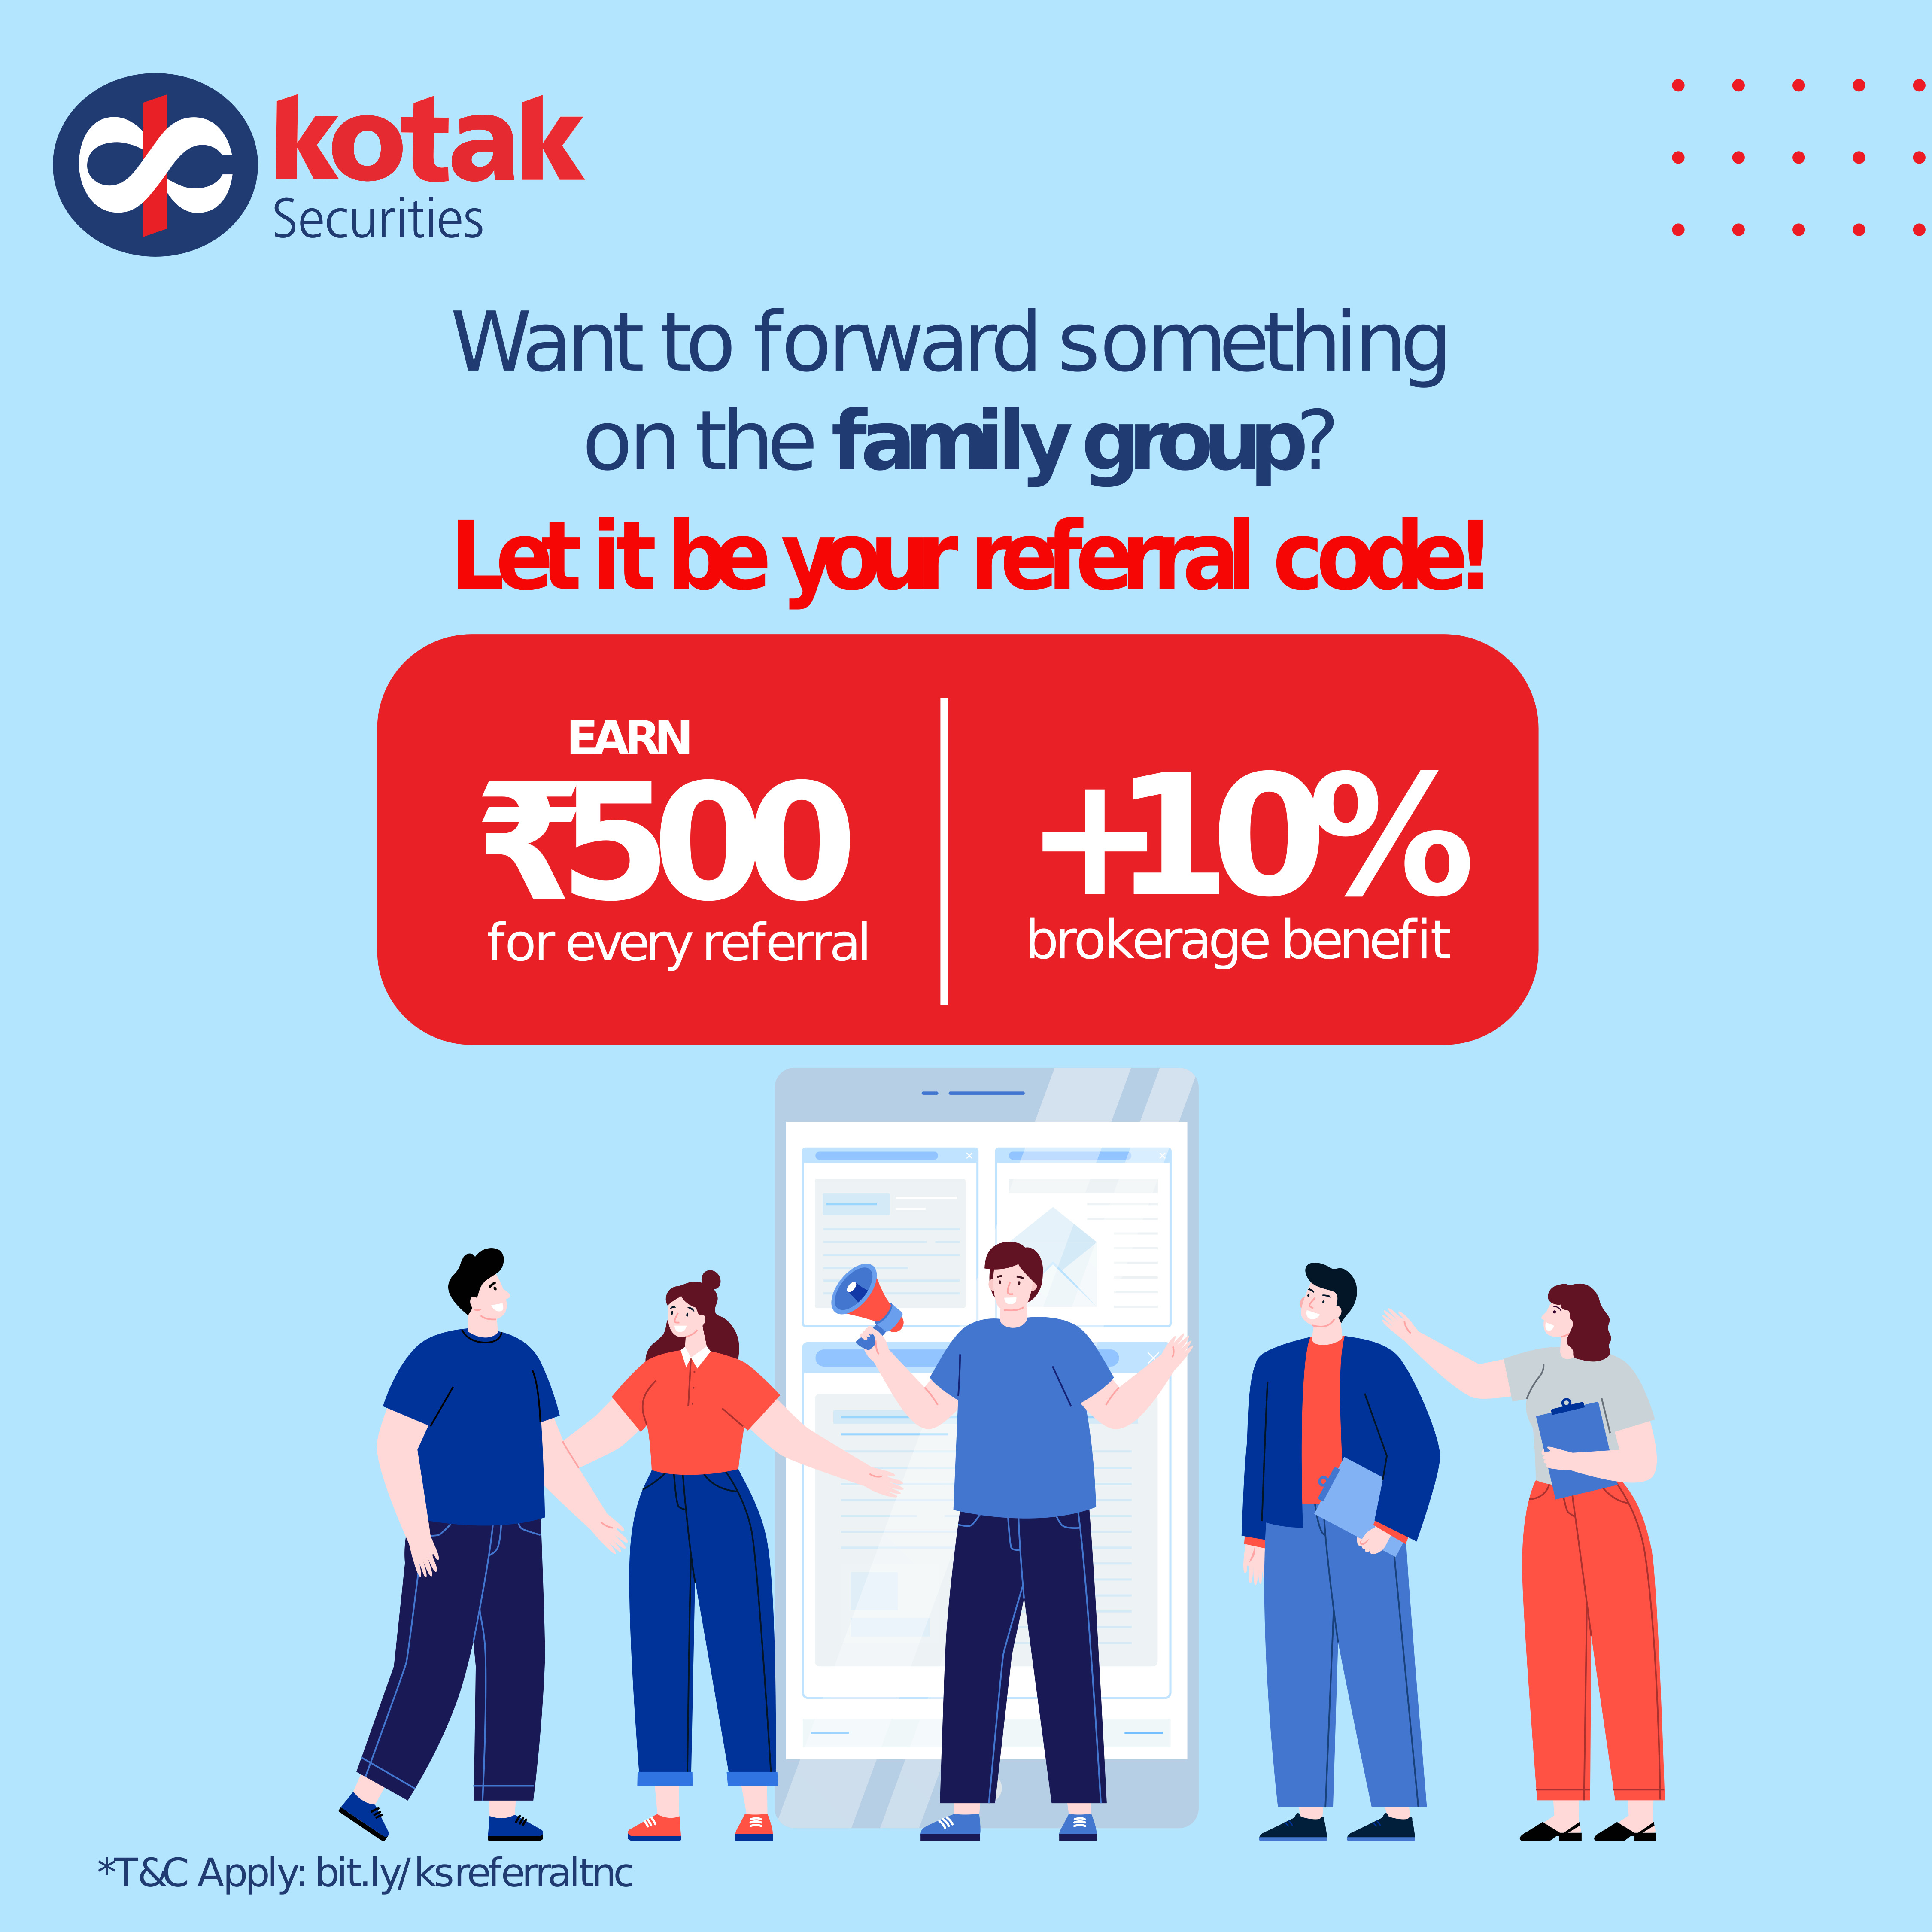 kotak
Securities
Want to forward something
on the family group?
Let it be your referral code!
EARN
₹500
for every referral
+10%
brokerage benefit
*T&C Apply: bit.ly//ksreferraltnc